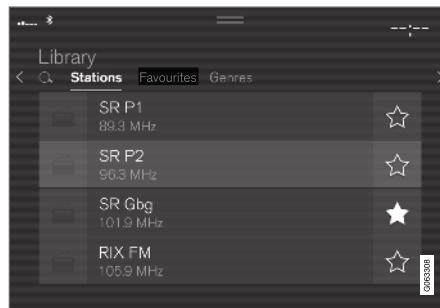 --:--
Library
Stations Favourites Genres
SR P1
89.3 MHz
SR P2
96.3 MHz
SR Gbg
101.9 MHz
RIX FM
105.9 MHz
G063308